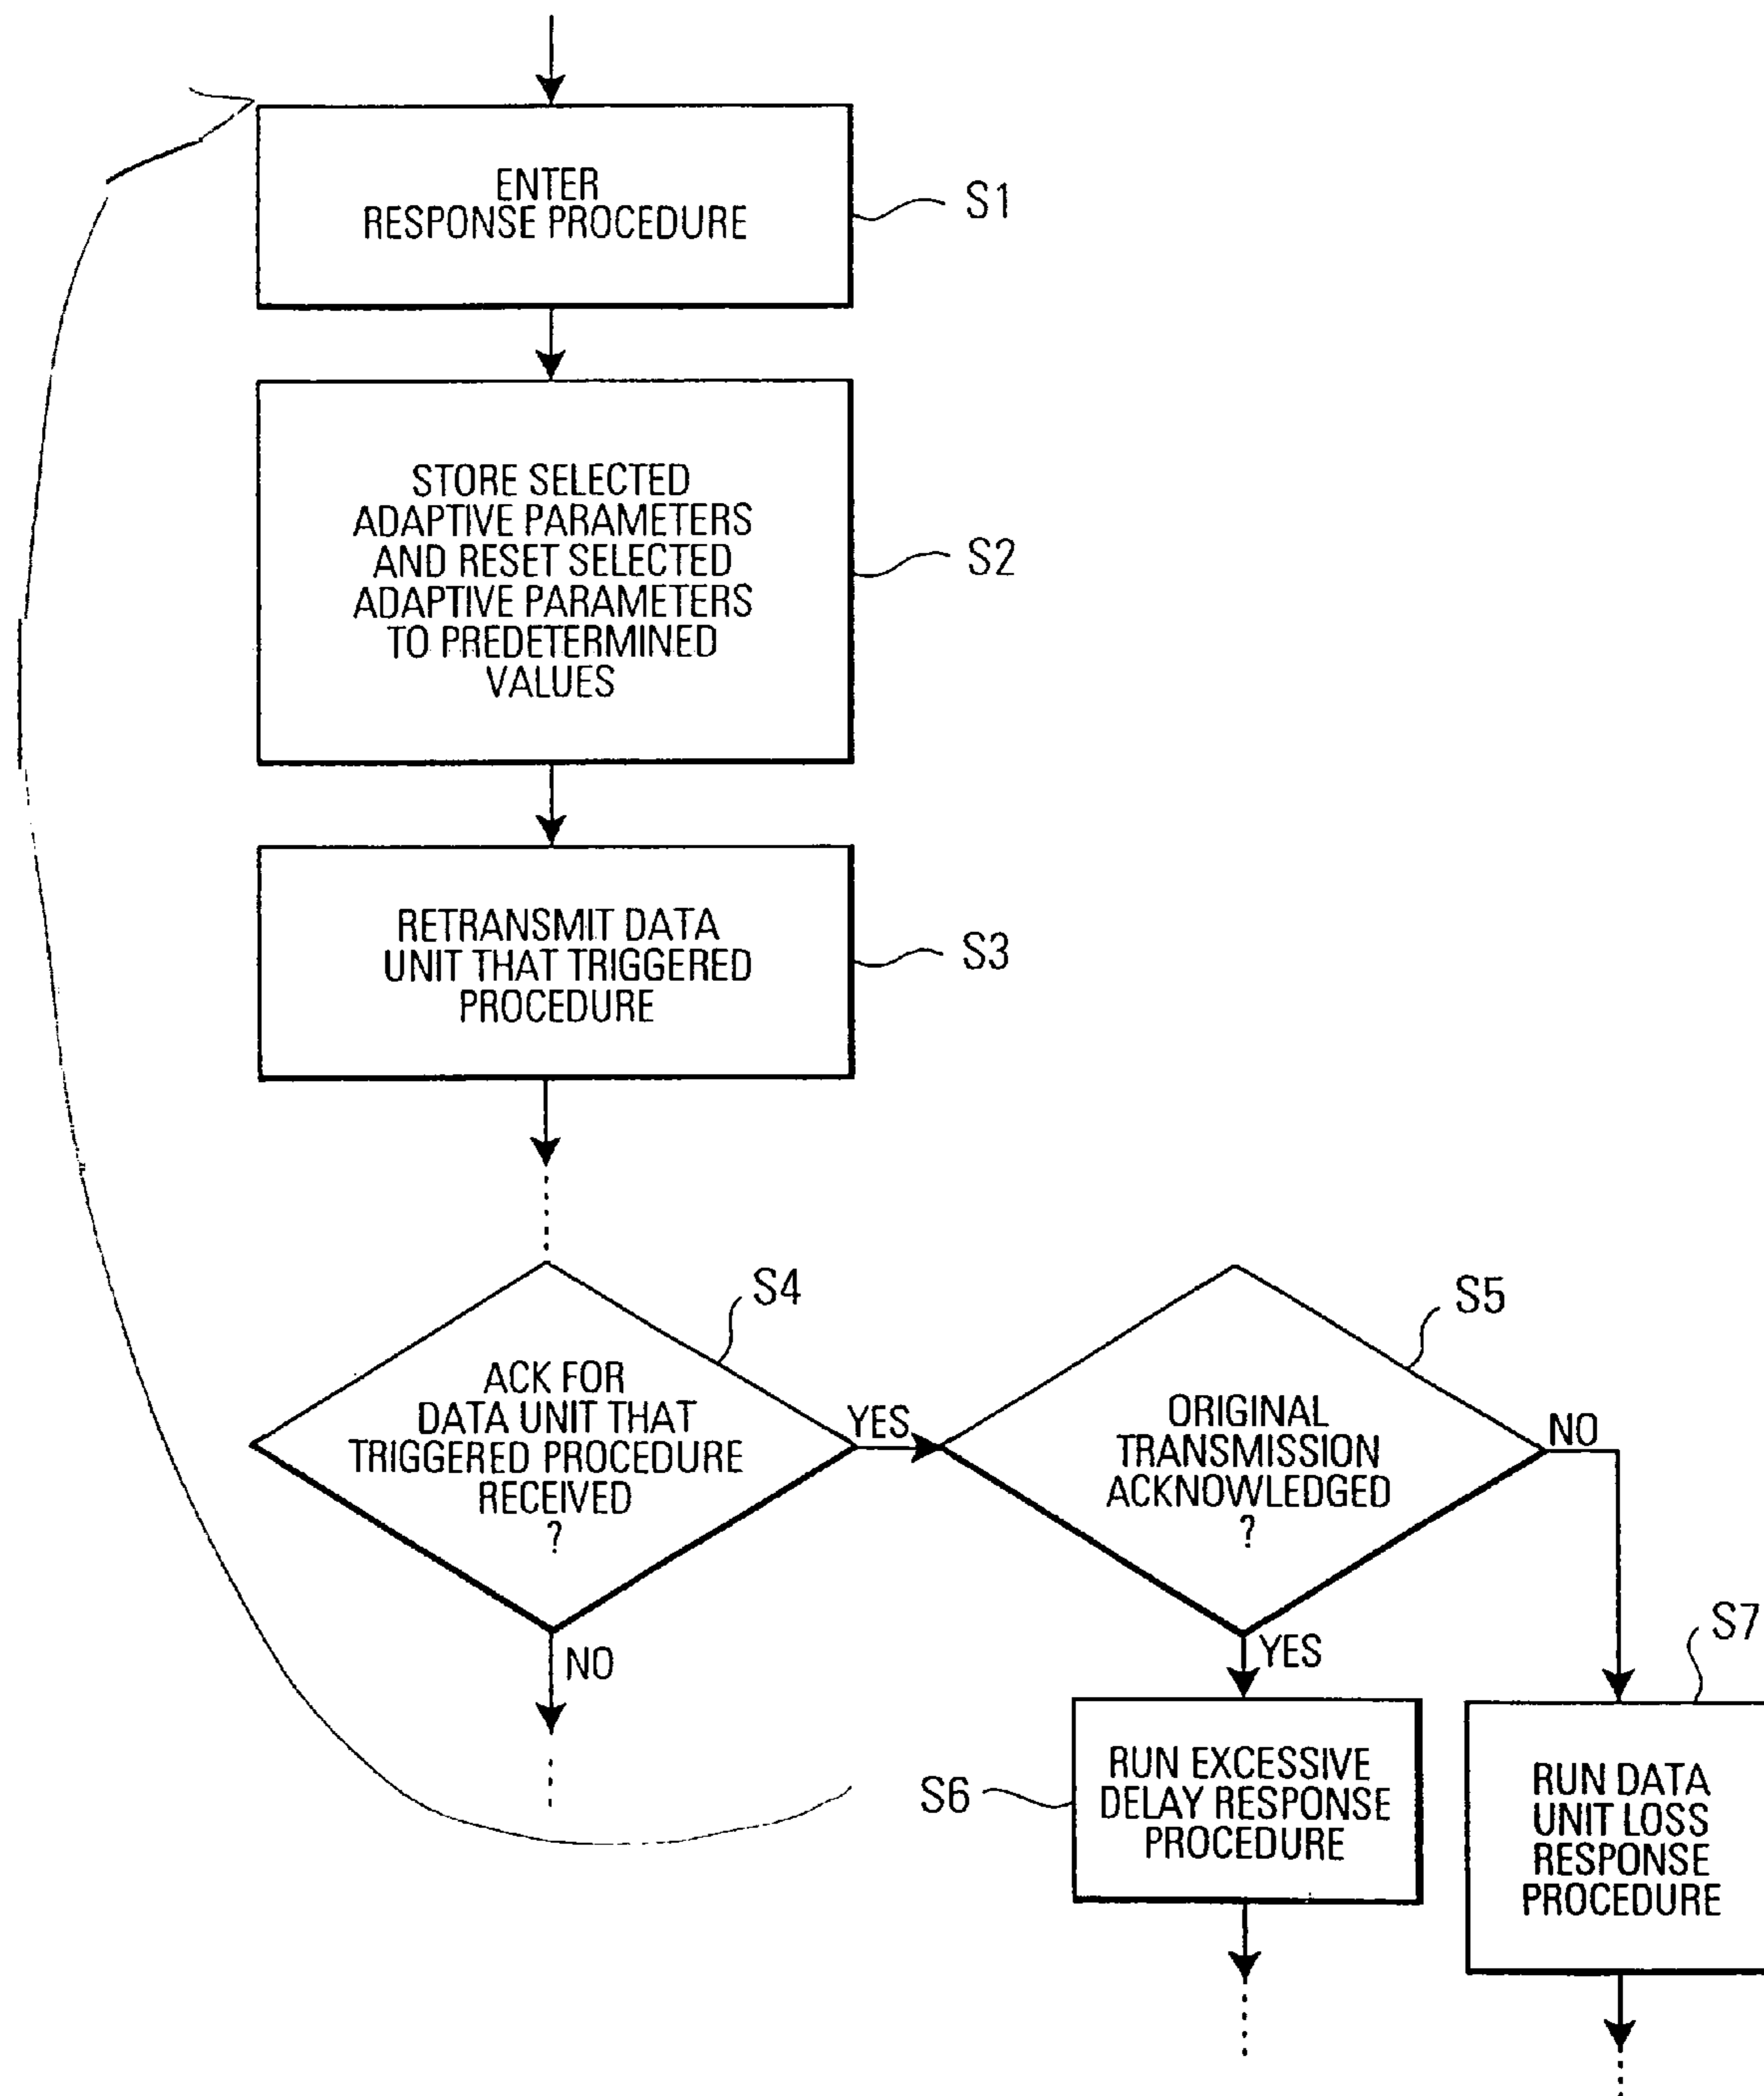 ENTER
RESPONSE PROCEDURE
S1
STORE SELECTED
ADAPTIVE PARAMETERS
AND RESET SELECTED
ADAPTIVE PARAMETERS
TO PREDETERMINED
VALUES
S2
RETRANSMIT DATA
UNIT THAT TRIGGERED
PROCEDURE
S3
S4
ACK FOR
DATA UNIT THAT
TRIGGERED PROCEDURE
RECEIVED
?
YES
NO
S5
ORIGINAL
TRANSMISSION
ACKNOWLEDGED
?
NO
YES
S6
RUN EXCESSIVE
DELAY RESPONSE
PROCEDURE
S7
RUN DATA
UNIT LOSS
RESPONSE
PROCEDURE